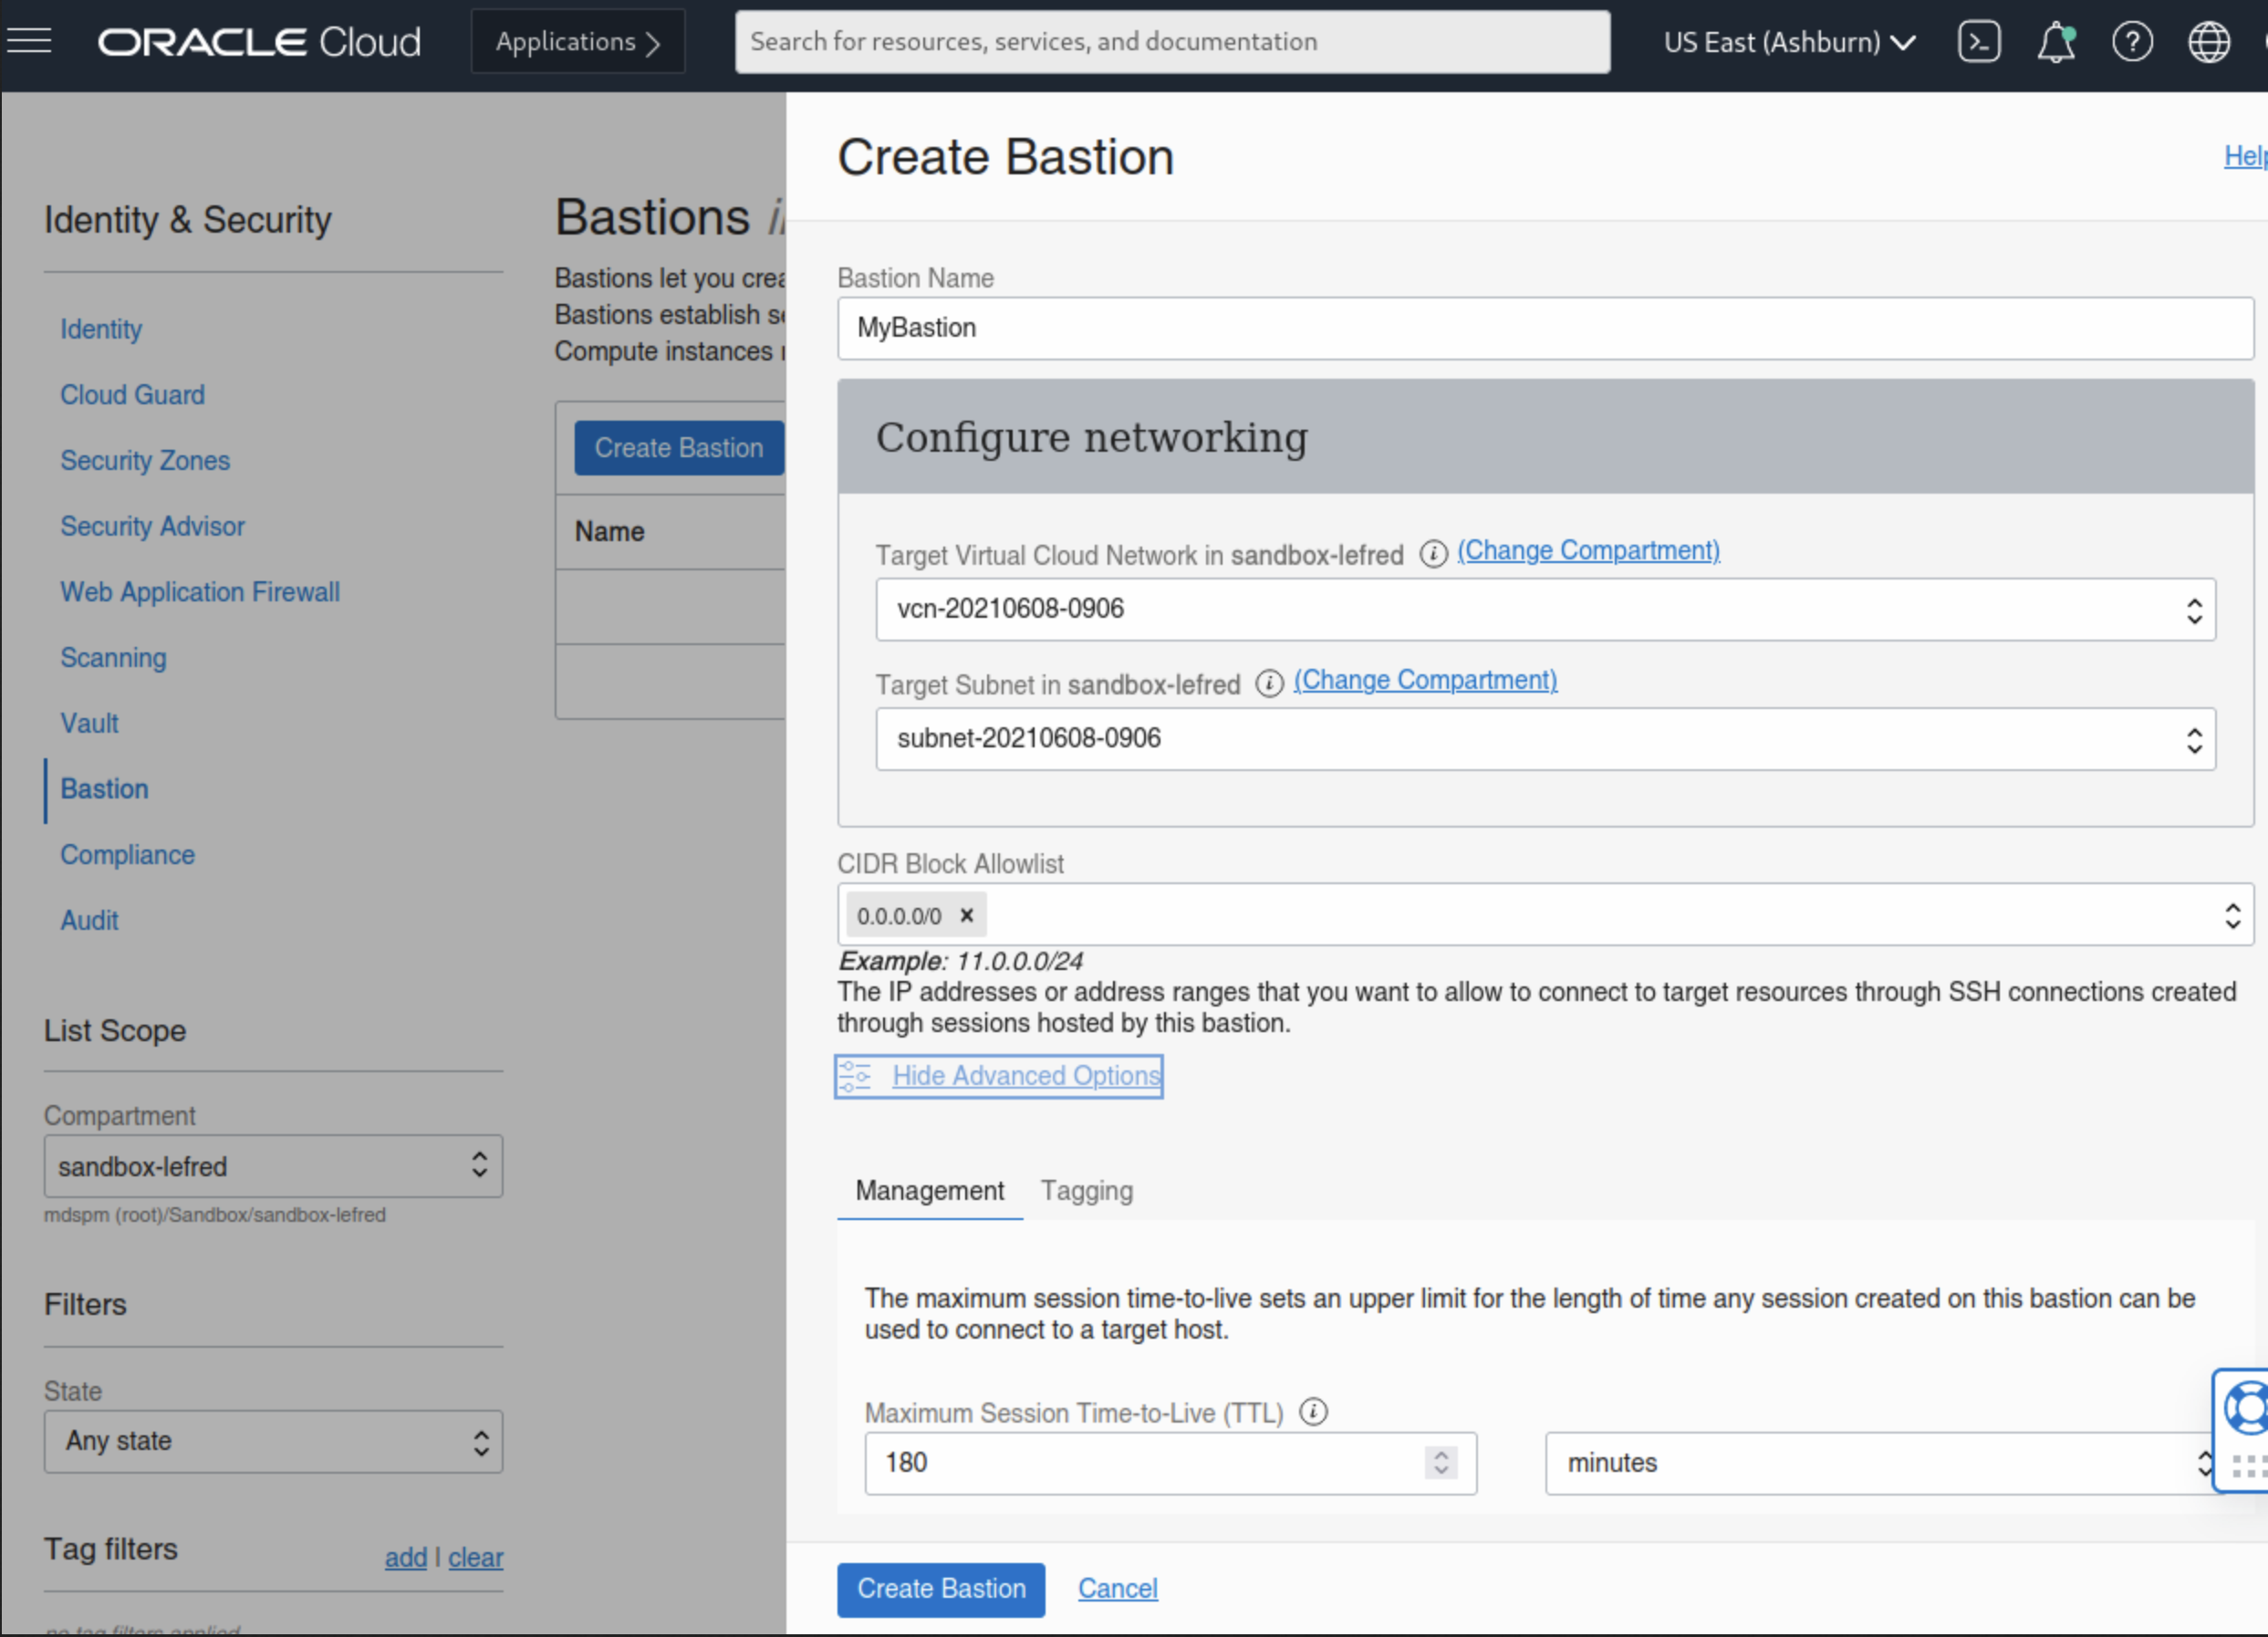 ORACLE Cloud
Applications
Search for resources, services, and documentation
US East (Ashburn)
Identity & Security
Identity
Cloud Guard
Security Zones
Security Advisor
Web Application Firewall
Scanning
Vault
Bastion
Compliance
Audit
List Scope
Compartment
sandbox-lefred
mdspm (root)/Sandbox/sandbox-lefred
Filters
State
Any state
Tag filters
add | clear
no tag filters applied
Bastions
Bastions let you
Bastions establish
Compute instances
Create Bastion
Name
Create Bastion
Help
Bastion Name
MyBastion
Configure networking
Target Virtual Cloud Network in sandbox-lefred (Change Compartment)
vcn-20210608-0906
Target Subnet in sandbox-lefred (Change Compartment)
subnet-20210608-0906
CIDR Block Allowlist
0.0.0.0/0 ×
Example: 11.0.0.0/24
The IP addresses or address ranges that you want to allow to connect to target resources through SSH connections created
through sessions hosted by this bastion.
Hide Advanced Options
Management Tagging
The maximum session time-to-live sets an upper limit for the length of time any session created on this bastion can be
used to connect to a target host.
Maximum Session Time-to-Live (TTL)
180
minutes
Create Bastion Cancel